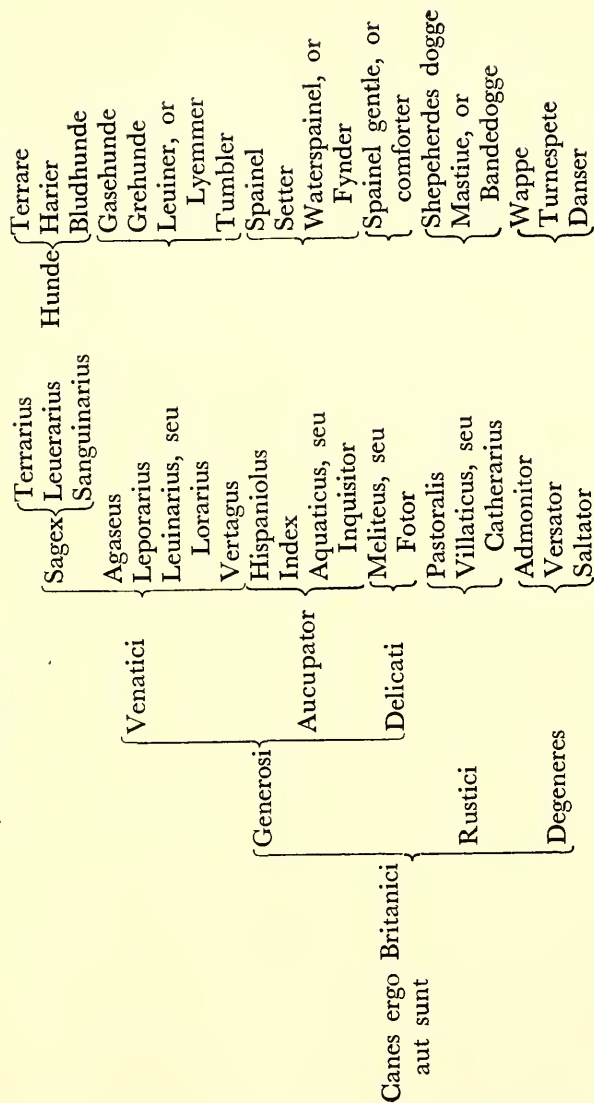 Canes ergo Britanici
aut sunt
Generosi
Rustici
Degeneres
Venatici
Aucupator
Delicati
Sagex
Terrarius
Leuerarius
Sanguinarius
Agaseus
Leporarius
Leuinarius, seu
Lorarius
Vertagus
Hispaniolus
Index
Aquaticus, seu
Inquisitor
Meliteus, seu
Fotor
Pastoralis
Villaticus, seu
Catherarius
Admonitor
Versator
Saltator
Hunde
Terrare
Harier
Bludhunde
Gasehunde
Grehunde
Leuiner, or
Lyemmer
Tumbler
Spainel
Setter
Waterspainel, or
Fynder
Spainel gentle, or
comforter
Shepeherdes dogge
Mastiue, or
Bandedogge
Wappe
Turnespete
Danser